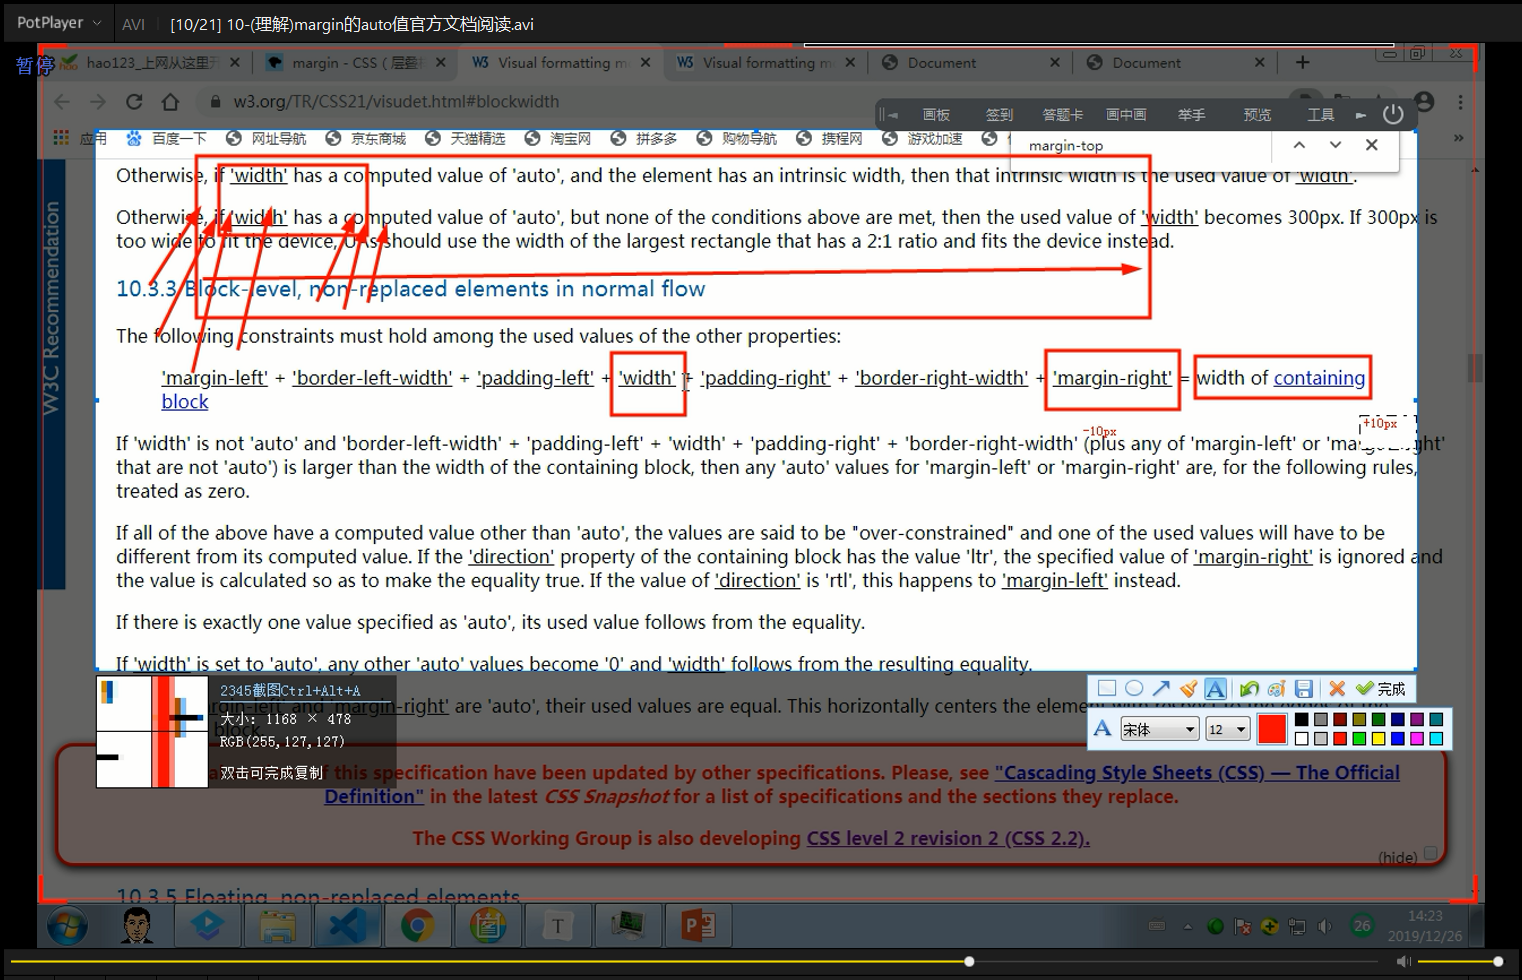 PotPlayer
AVI
[10/21] 10-(理解)margin的auto值官方文档阅读.avi
暂停
hao123_上网从这里开
margin - CSS ( 层叠
Visual formatting m
Visual formatting m
Document
Document
w3.org/TR/CSS21/visudet.html#blockwidth
画板
签到
答题卡
画中画
举手
预览
工具
应用
百度一下
网址导航
京东商城
天猫精选
淘宝网
拼多多
购物导航
携程网
游戏加速
margin-top
W3C Recommendation
Otherwise, if 'width' has a computed value of 'auto', and the element has an intrinsic width, then that intrinsic width is the used value of 'width'.
Otherwise, if 'width' has a computed value of 'auto', but none of the conditions above are met, then the used value of 'width' becomes 300px. If 300px is
too wide to fit the device, UAs should use the width of the largest rectangle that has a 2:1 ratio and fits the device instead.
10.3.3 Block-level, non-replaced elements in normal flow
The following constraints must hold among the used values of the other properties:
'margin-left' + 'border-left-width' + 'padding-left' + 'width' + 'padding-right' + 'border-right-width' + 'margin-right' = width of containing
block
-10px
+10px
If 'width' is not 'auto' and 'border-left-width' + 'padding-left' + 'width' + 'padding-right' + 'border-right-width' (plus any of 'margin-left' or 'margin-right'
that are not 'auto') is larger than the width of the containing block, then any 'auto' values for 'margin-left' or 'margin-right' are, for the following rules,
treated as zero.
If all of the above have a computed value other than 'auto', the values are said to be "over-constrained" and one of the used values will have to be
different from its computed value. If the 'direction' property of the containing block has the value 'ltr', the specified value of 'margin-right' is ignored and
the value is calculated so as to make the equality true. If the value of 'direction' is 'rtl', this happens to 'margin-left' instead.
If there is exactly one value specified as 'auto', its used value follows from the equality.
If 'width' is set to 'auto', any other 'auto' values become '0' and 'width' follows from the resulting equality.
margin-left' and 'margin-right' are 'auto', their used values are equal. This horizontally centers the element with respect to the edges of the
block.
2345截图Ctrl+Alt+A
大小: 1168 × 478
RGB(255,127,127)
双击可完成复制
完成
A
宋体
12
of this specification have been updated by other specifications. Please, see "Cascading Style Sheets (CSS) — The Official
Definition" in the latest CSS Snapshot for a list of specifications and the sections they replace.
The CSS Working Group is also developing CSS level 2 revision 2 (CSS 2.2).
(hide)
10.3.5 Floating, non-replaced elements
26
14:23
2019/12/26